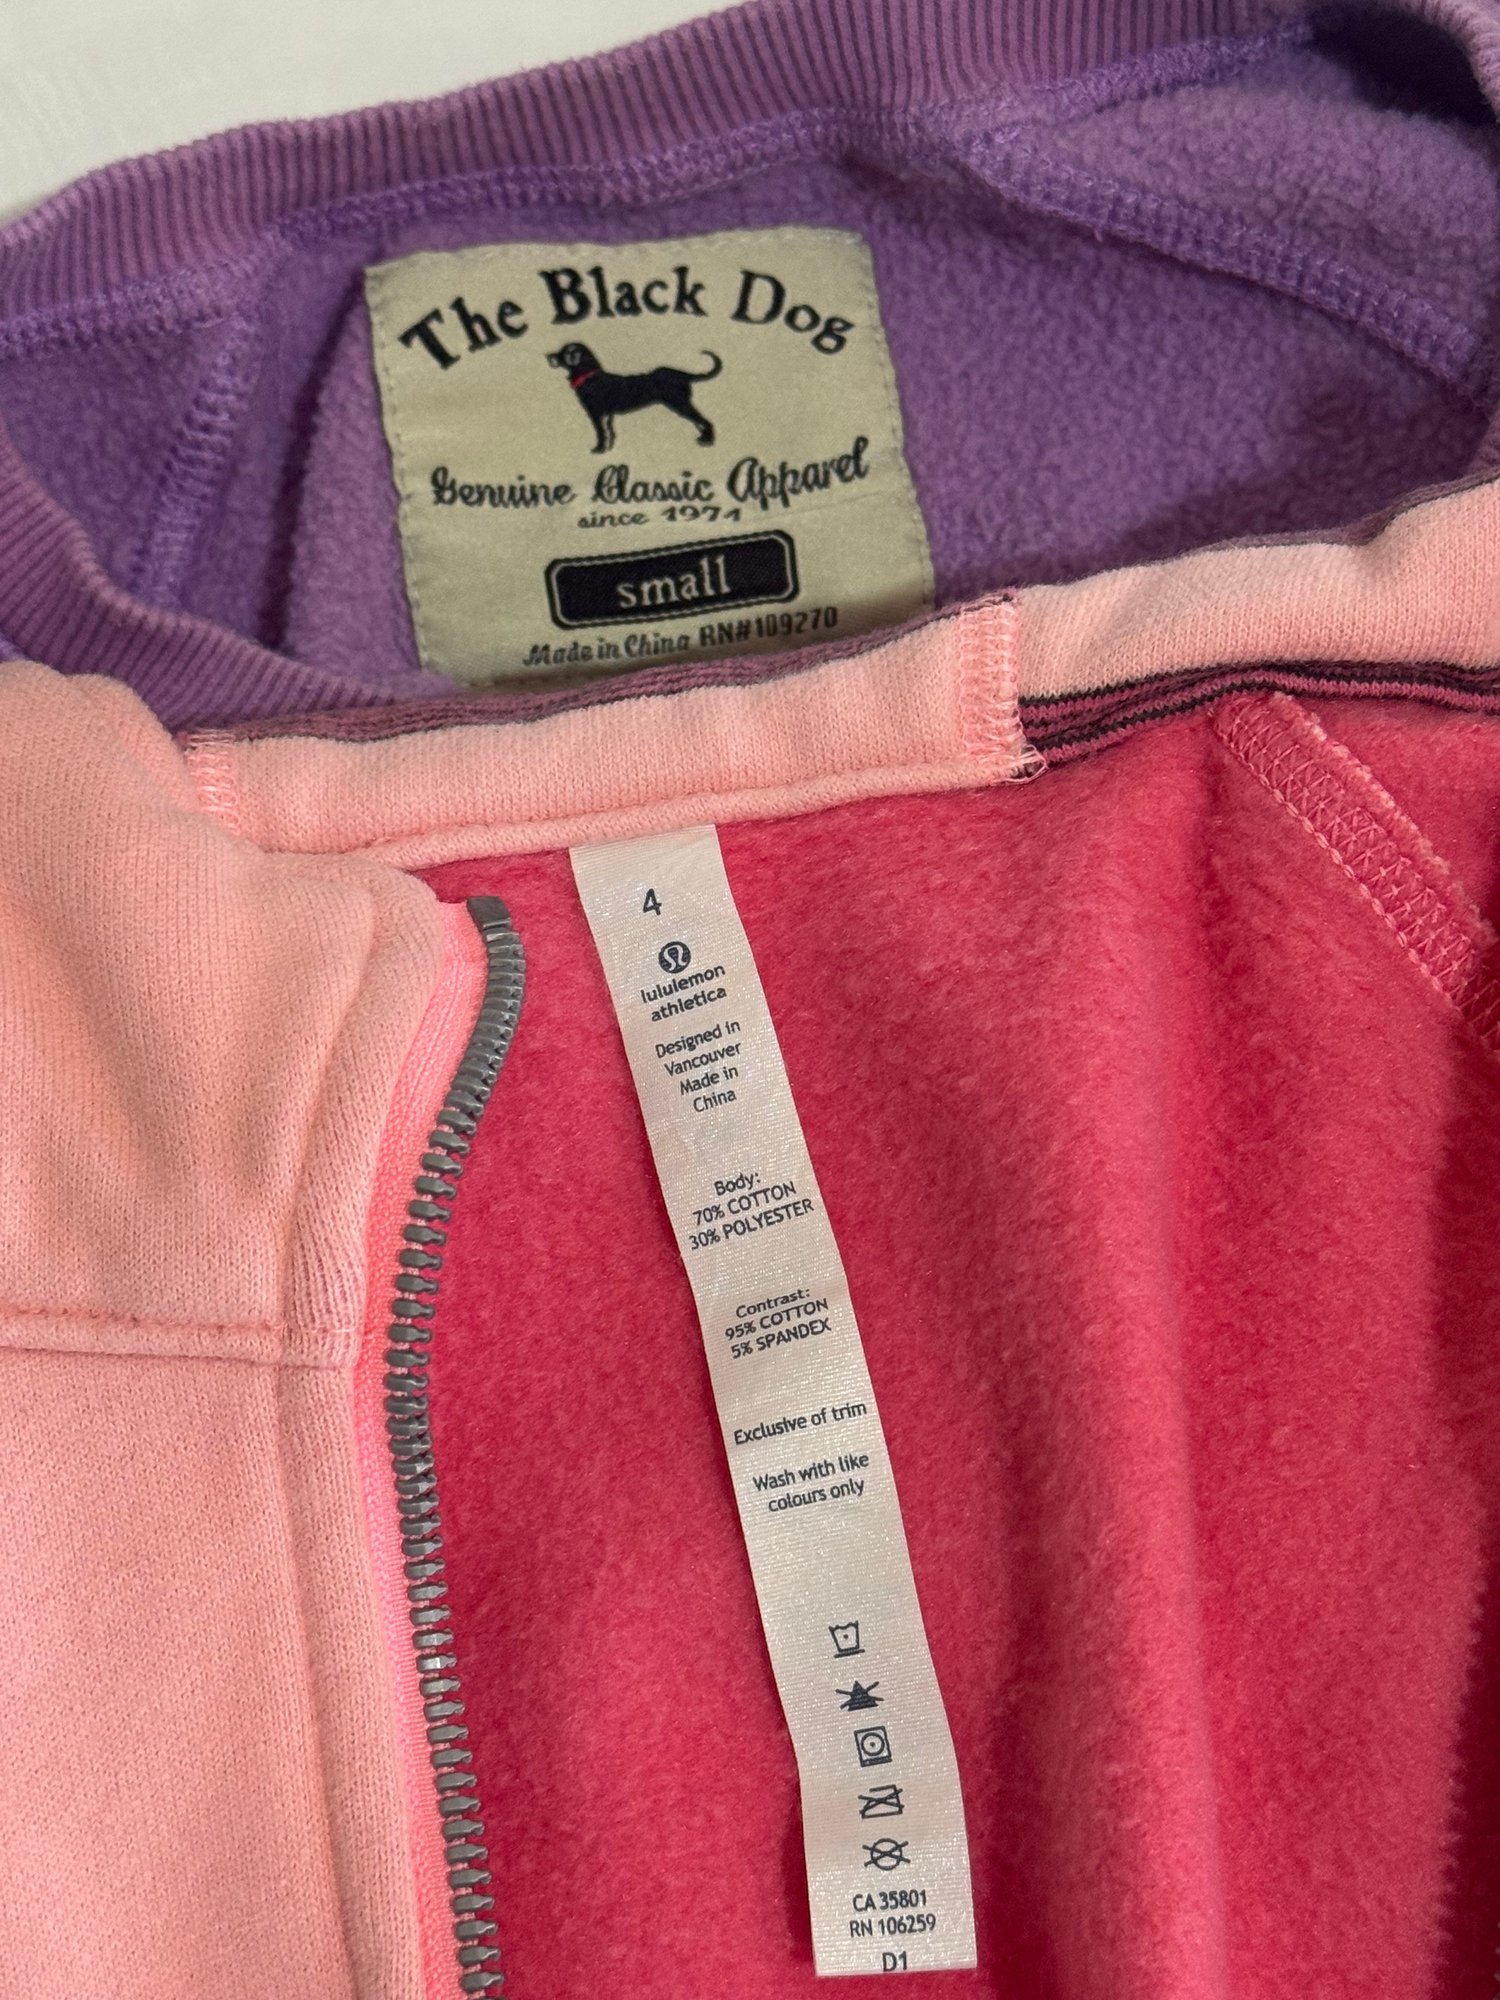 The Black Dog
Genuine Classic Apparel
since 1971
small
Made in China RN#109270
4
lululemon
athletica
Designed in
Vancouver
Made in
China
Body:
70% COTTON
30% POLYESTER
Contrast:
95% COTTON
5% SPANDEX
Exclusive of trim
Wash with like
colours only
CA 35801
RN 106259
D1